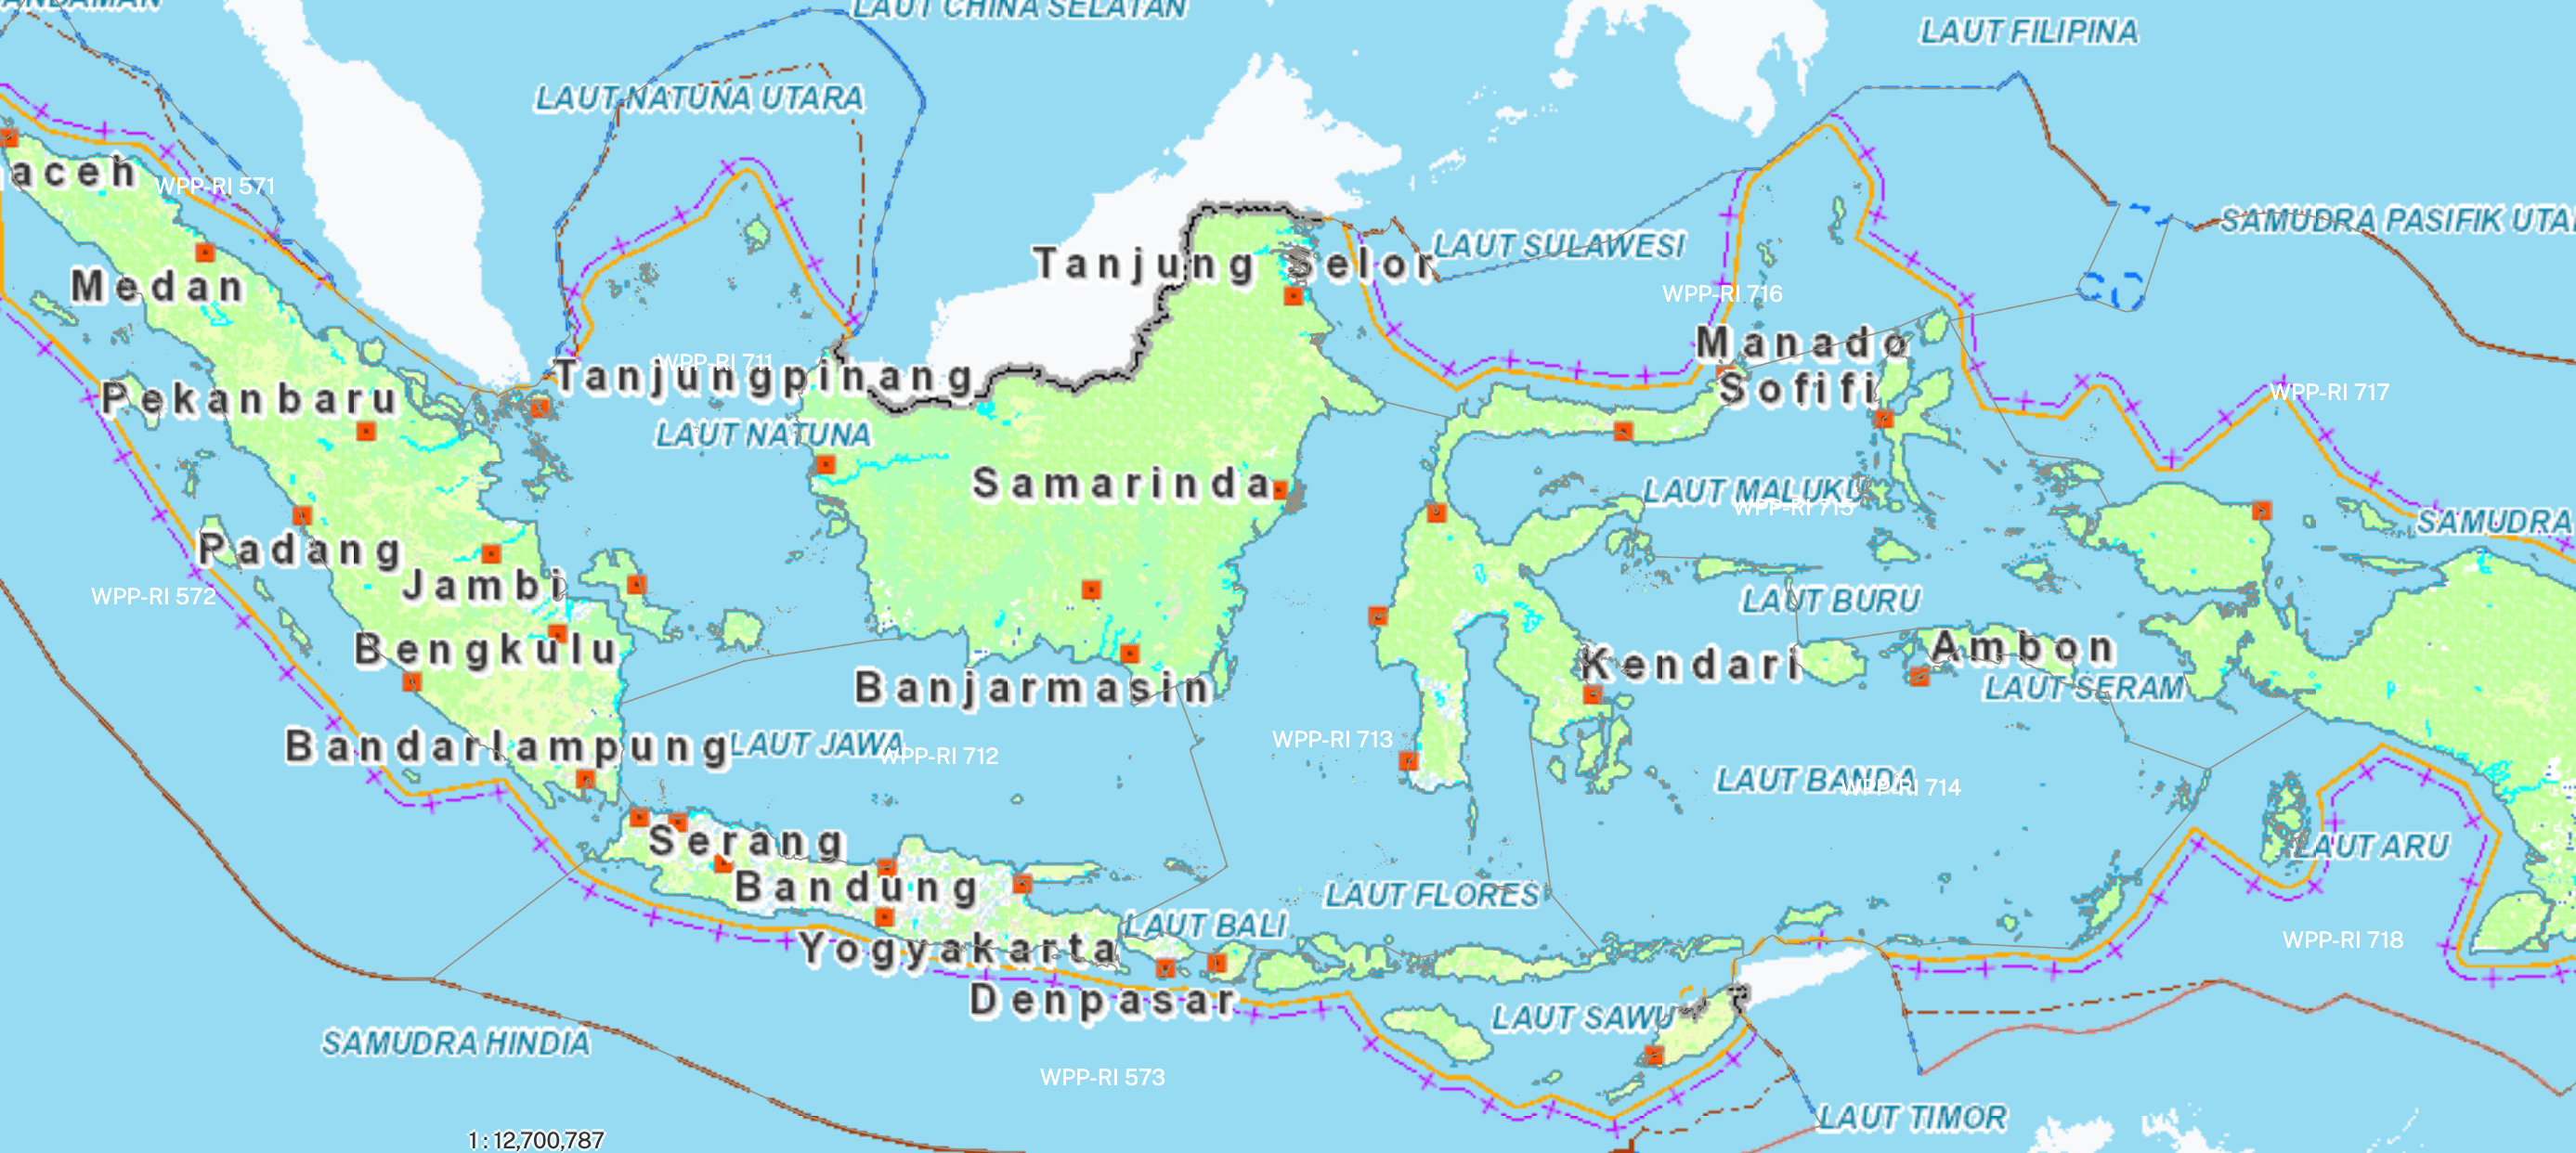 LAUT CHINA SELATAN
LAUT FILIPINA
LAUT NATUNA UTARA
aceh
WPP-RI 571
SAMUDRA PASIFIK
LAUT SULAWESI
Tanjung Selor
Medan
WPP-RI 716
Manado
WPP-RI 711
Tanjungpinang
Sofifi
WPP-RI 717
Pekanbaru
LAUT NATUNA
Samarinda
LAUT MALUKU
WPP-RI 715
SAMUDRA
Padang
Jambi
WPP-RI 572
LAUT BURU
Bengkulu
Kendari
Ambon
LAUT SERAM
Banjarmasin
Bandarlampung
LAUT JAWA
WPP-RI 712
WPP-RI 713
LAUT BANDA
WPP-RI 714
Serang
LAUT ARU
Bandung
LAUT FLORES
LAUT BALI
Yogyakarta
WPP-RI 718
Denpasar
LAUT SAWU
SAMUDRA HINDIA
WPP-RI 573
LAUT TIMOR
1 : 12,700,787